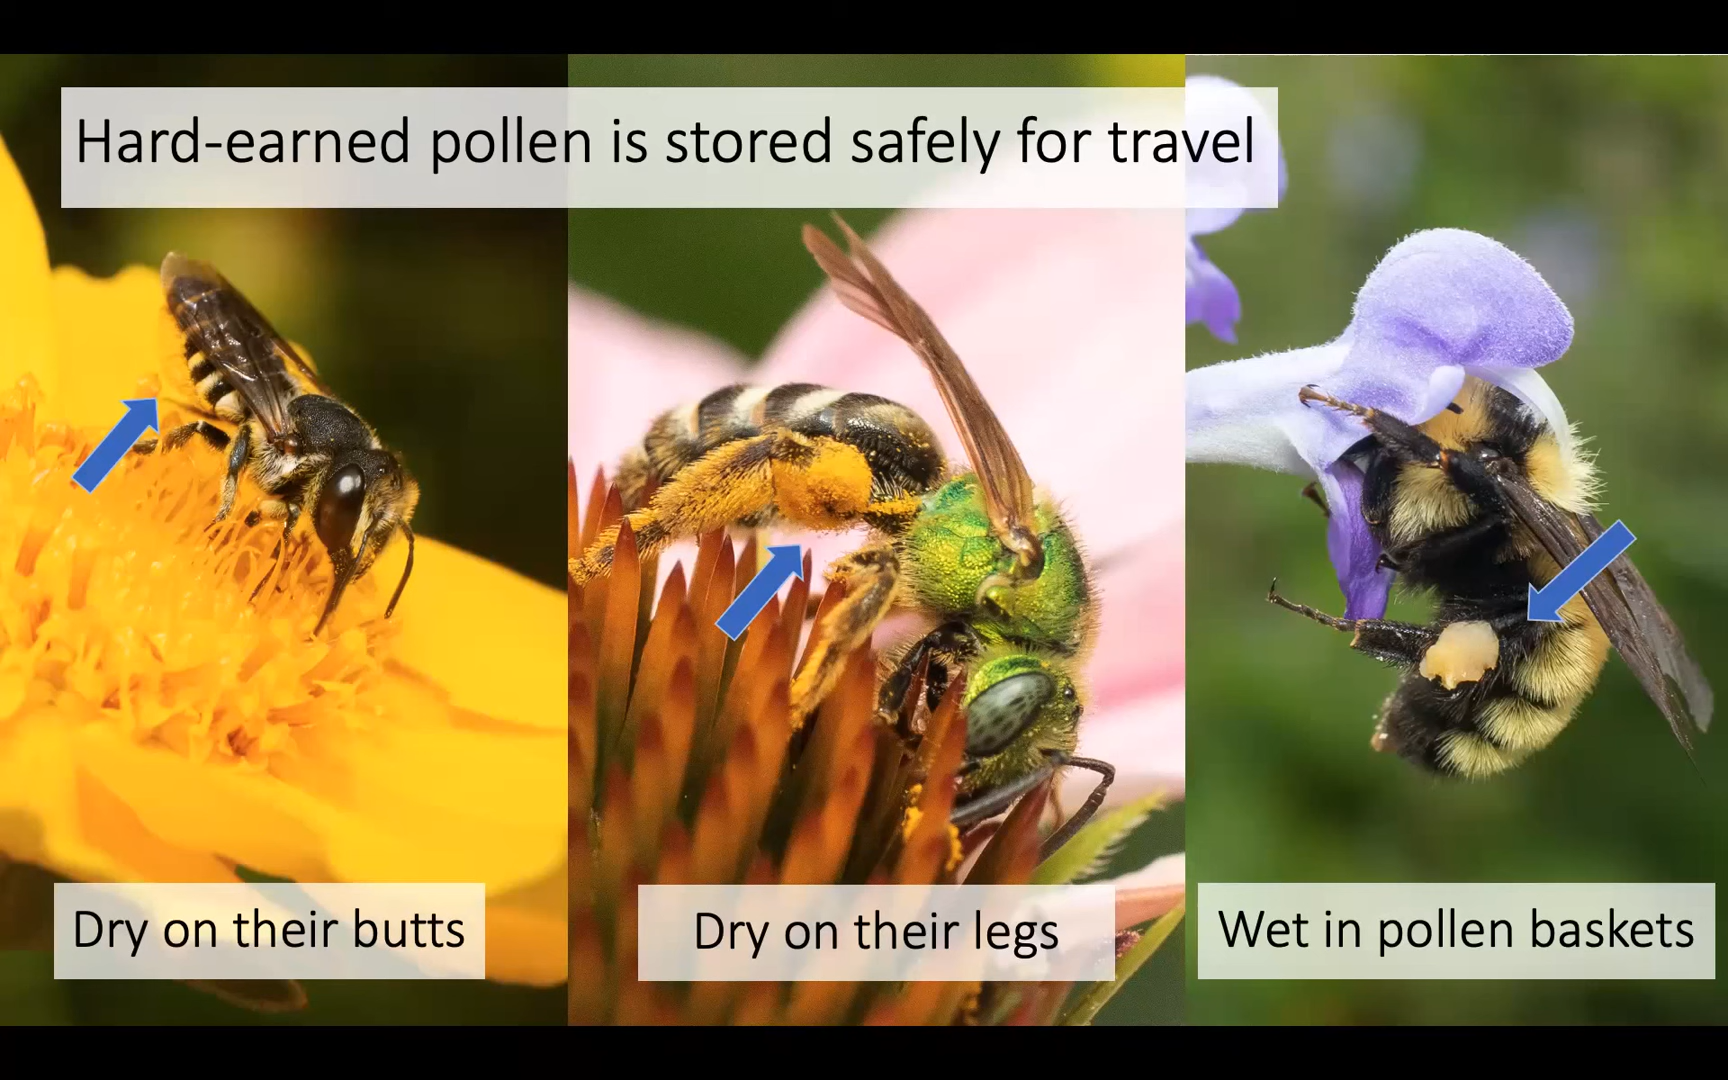 Hard-earned pollen is stored safely for travel
Dry on their butts
Dry on their legs
Wet in pollen baskets